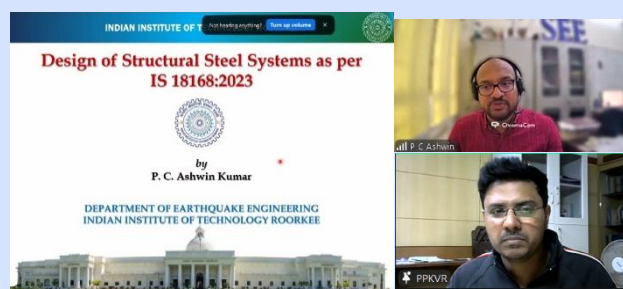 INDIAN INSTITUTE OF T
Not hearing anything? Turn up volume ×
Design of Structural Steel Systems as per
IS 18168:2023
by
P. C. Ashwin Kumar
DEPARTMENT OF EARTHQUAKE ENGINEERING
INDIAN INSTITUTE OF TECHNOLOGY ROORKEE
SEE
ChromaCam
P C Ashwin
PPKVR